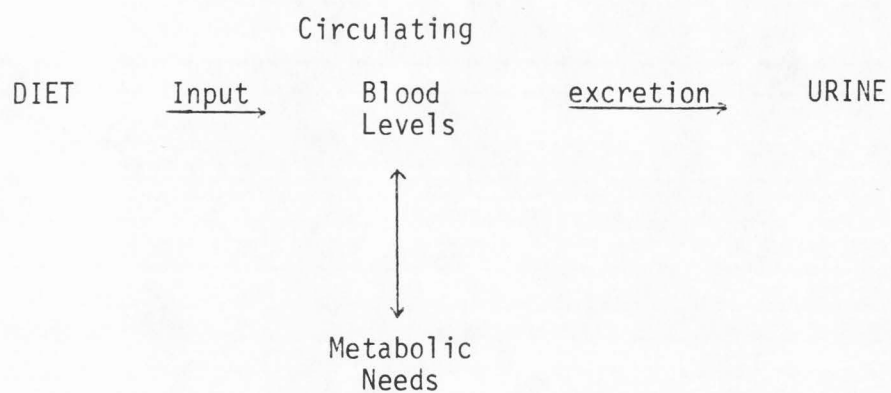 Circulating
DIET Input Blood excretion URINE
Levels
Metabolic
Needs